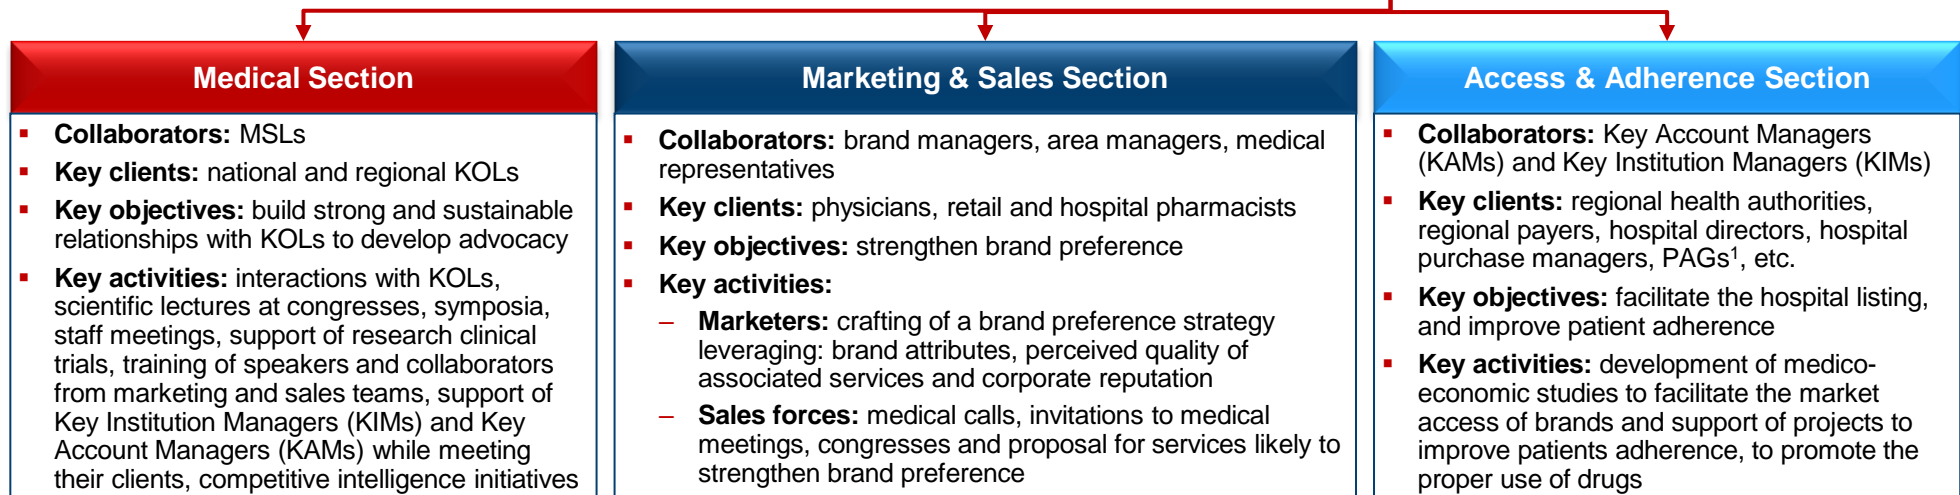 Medical Section
▪ Collaborators: MSLs
▪ Key clients: national and regional KOLs
▪ Key objectives: build strong and sustainable
relationships with KOLs to develop advocacy
▪ Key activities: interactions with KOLs,
scientific lectures at congresses, symposia,
staff meetings, support of research clinical
trials, training of speakers and collaborators
from marketing and sales teams, support of
Key Institution Managers (KIMs) and Key
Account Managers (KAMs) while meeting
their clients, competitive intelligence initiatives
Marketing & Sales Section
▪ Collaborators: brand managers, area managers, medical
representatives
▪ Key clients: physicians, retail and hospital pharmacists
▪ Key objectives: strengthen brand preference
▪ Key activities:
– Marketers: crafting of a brand preference strategy
leveraging: brand attributes, perceived quality of
associated services and corporate reputation
– Sales forces: medical calls, invitations to medical
meetings, congresses and proposal for services likely to
strengthen brand preference
Access & Adherence Section
▪ Collaborators: Key Account Managers
(KAMs) and Key Institution Managers (KIMs)
▪ Key clients: regional health authorities,
regional payers, hospital directors, hospital
purchase managers, PAGs¹, etc.
▪ Key objectives: facilitate the hospital listing,
and improve patient adherence
▪ Key activities: development of medico-
economic studies to facilitate the market
access of brands and support of projects to
improve patients adherence, to promote the
proper use of drugs